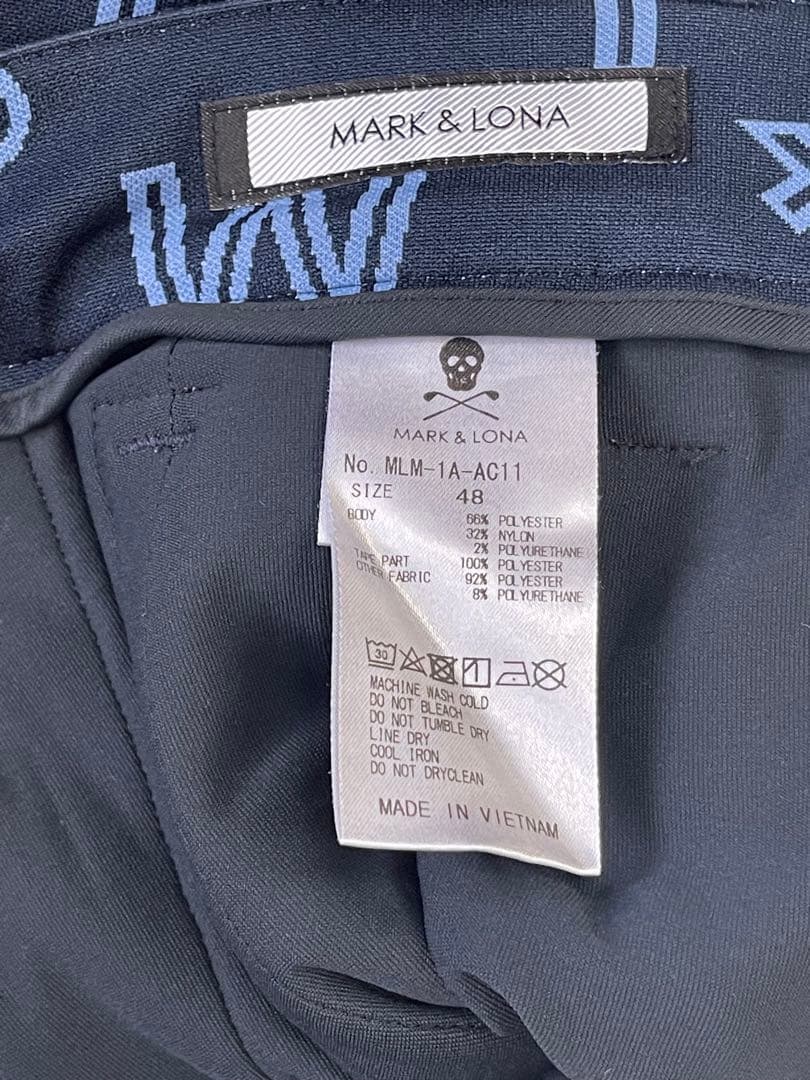 MARK & LONA
MARK & LONA
No. MLM-1A-AC11
SIZE 48
BODY 66% POLYESTER
32% NYLON
2% POLYURETHANE
TAPE PART 100% POLYESTER
OTHER FABRIC 92% POLYESTER
8% POLYURETHANE
30
1
MACHINE WASH COLD
DO NOT BLEACH
DO NOT TUMBLE DRY
LINE DRY
COOL IRON
DO NOT DRYCLEAN
MADE IN VIETNAM